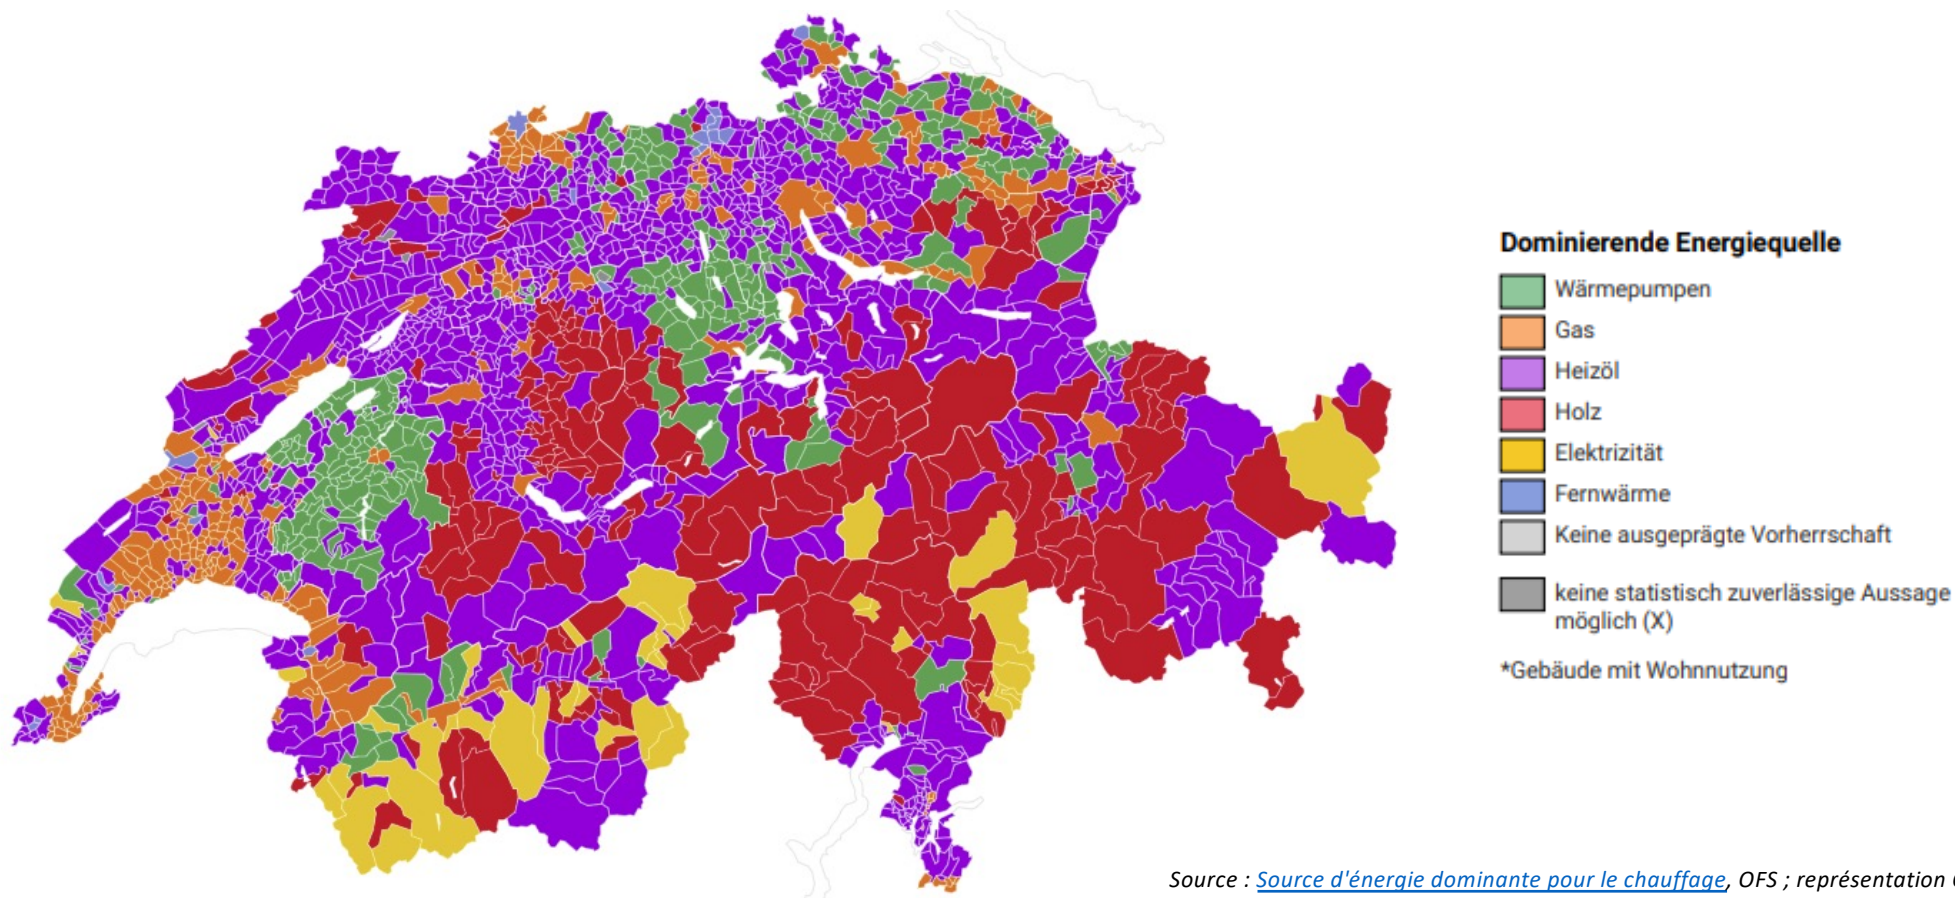 Dominierende Energiequelle
Wärmepumpen
Gas
Heizöl
Holz
Elektrizität
Fernwärme
Keine ausgeprägte Vorherrschaft
keine statistisch zuverlässige Aussage
möglich (X)
*Gebäude mit Wohnnutzung
Source : Source d'énergie dominante pour le chauffage, OFS ; représentation